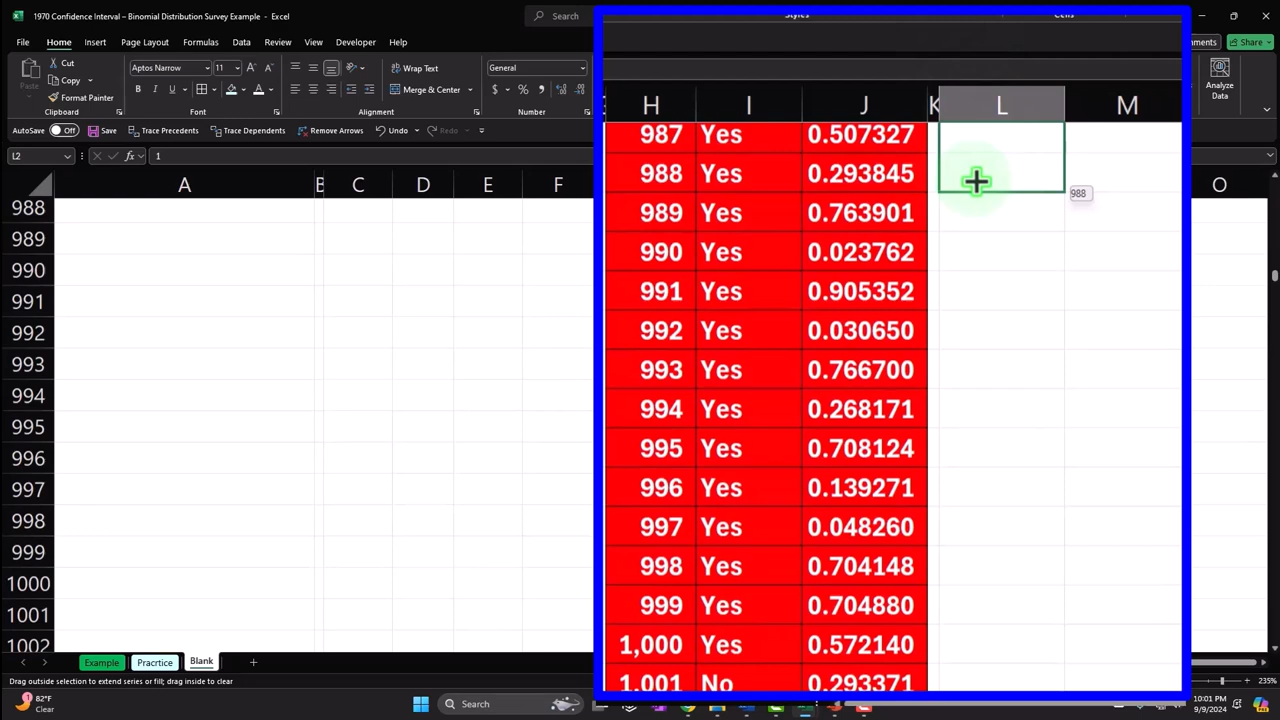 1970 Confidence Interval – Binomial Distribution Survey Example - Excel
Search
File Home Insert Page Layout Formulas Data Review View Developer Help
Share
Paste
Cut
Copy
Format Painter
Clipboard
Aptos Narrow 11
B I U
Font
Wrap Text
Merge & Center
Alignment
General
$ %
Number
Styles
Cells
Analyze
Data
AutoSave Off Save Trace Precedents Trace Dependents Remove Arrows Undo Redo
L2 fx 1
A B C D E F O
988
989
990
991
992
993
994
995
996
997
998
999
1000
1001
1002
H I J K L M
987 Yes 0.507327
988 Yes 0.293845
988
989 Yes 0.763901
990 Yes 0.023762
991 Yes 0.905352
992 Yes 0.030650
993 Yes 0.766700
994 Yes 0.268171
995 Yes 0.708124
996 Yes 0.139271
997 Yes 0.048260
998 Yes 0.704148
999 Yes 0.704880
1,000 Yes 0.572140
1,001 No 0.293371
Example Pracrtice Blank
Drag outside selection to extend series or fill; drag inside to clear
235%
82°F
Clear
Search
10:01 PM
9/9/2024